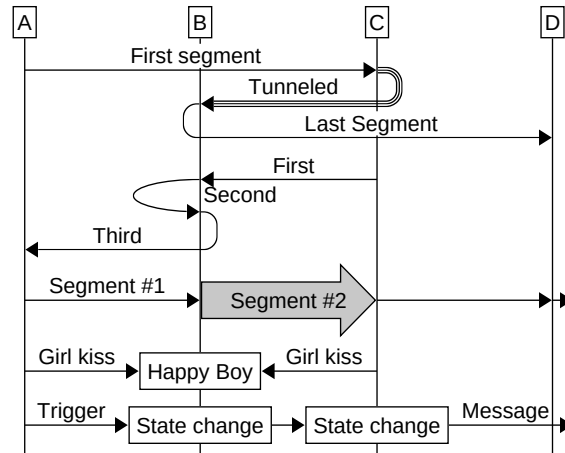 A B C D
First segment
Tunneled
Last Segment
First
Second
Third
Segment #1 Segment #2
Girl kiss Happy Boy Girl kiss
Trigger State change State change Message